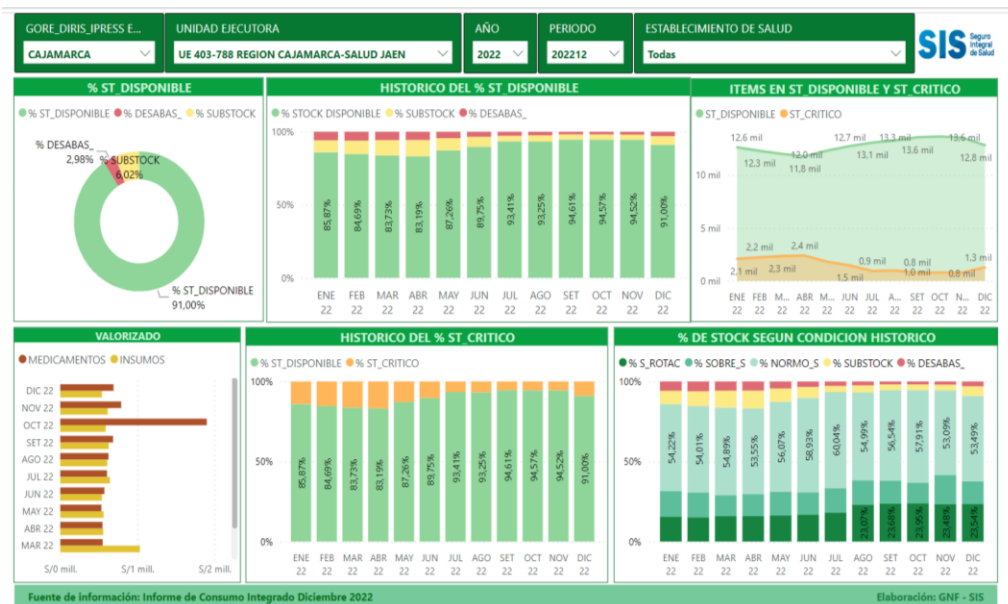 GORE_DIRIS_IPRESS E...
CAJAMARCA
UNIDAD EJECUTORA
UE 403-788 REGION CAJAMARCA-SALUD JAEN
AÑO
2022
PERIODO
202212
ESTABLECIMIENTO DE SALUD
Todas
SIS Seguro Integral de Salud
% ST_DISPONIBLE
% ST_DISPONIBLE % DESABAS_ % SUBSTOCK
% DESABAS_
2,98%
% SUBSTOCK
6.02%
% ST_DISPONIBLE
91,00%
HISTORICO DEL % ST_DISPONIBLE
% STOCK DISPONIBLE % SUBSTOCK % DESABAS_
100%
50%
0%
85,87% 84,69% 83,73% 83,19% 87,26% 89,75% 93,41% 93,25% 94,61% 94,57% 94,52% 91,00%
ENE FEB MAR ABR MAY JUN JUL AGO SET OCT NOV DIC
22 22 22 22 22 22 22 22 22 22 22 22
ITEMS EN ST_DISPONIBLE Y ST_CRITICO
ST_DISPONIBLE ST_CRITICO
12.6 mil 12.7 mil 13.3 mil 13.6 mil
12.3 mil 12.0 mil 11.8 mil 13.1 mil 13.6 mil 12.8 mil
10 mil
5 mil
0 mil
2.2 mil 2.4 mil 0.9 mil 0.8 mil 1.3 mil
2.1 mil 2.3 mil 1.5 mil 1.0 mil 0.8 mil
ENE FEB M... ABR M... JUN JUL A... SET OCT N... DIC
22 22 22 22 22 22 22 22 22 22 22 22
VALORIZADO
MEDICAMENTOS INSUMOS
DIC 22
NOV 22
OCT 22
SET 22
AGO 22
JUL 22
JUN 22
MAY 22
ABR 22
MAR 22
S/0 mill. S/1 mill. S/2 mill.
HISTORICO DEL % ST_CRITICO
% ST_DISPONIBLE % ST_CRITICO
100%
50%
0%
85,87% 84,69% 83,73% 83,19% 87,26% 89,75% 93,41% 93,25% 94,61% 94,57% 94,52% 91,00%
ENE FEB MAR ABR MAY JUN JUL AGO SET OCT NOV DIC
22 22 22 22 22 22 22 22 22 22 22 22
% DE STOCK SEGUN CONDICION HISTORICO
% S_ROTAC % SOBRE_S % NORMO_S % SUBSTOCK % DESABAS_
100%
50%
0%
54,22% 54,01% 54,89% 53,55% 56,07% 58,93% 60,04% 54,99% 56,54% 57,91% 53,09% 53,49%
23,07% 23,68% 23,95% 23,48% 23,54%
ENE FEB MAR ABR MAY JUN JUL AGO SET OCT NOV DIC
22 22 22 22 22 22 22 22 22 22 22 22
Fuente de información: Informe de Consumo Integrado Diciembre 2022
Elaboración: GNF - SIS